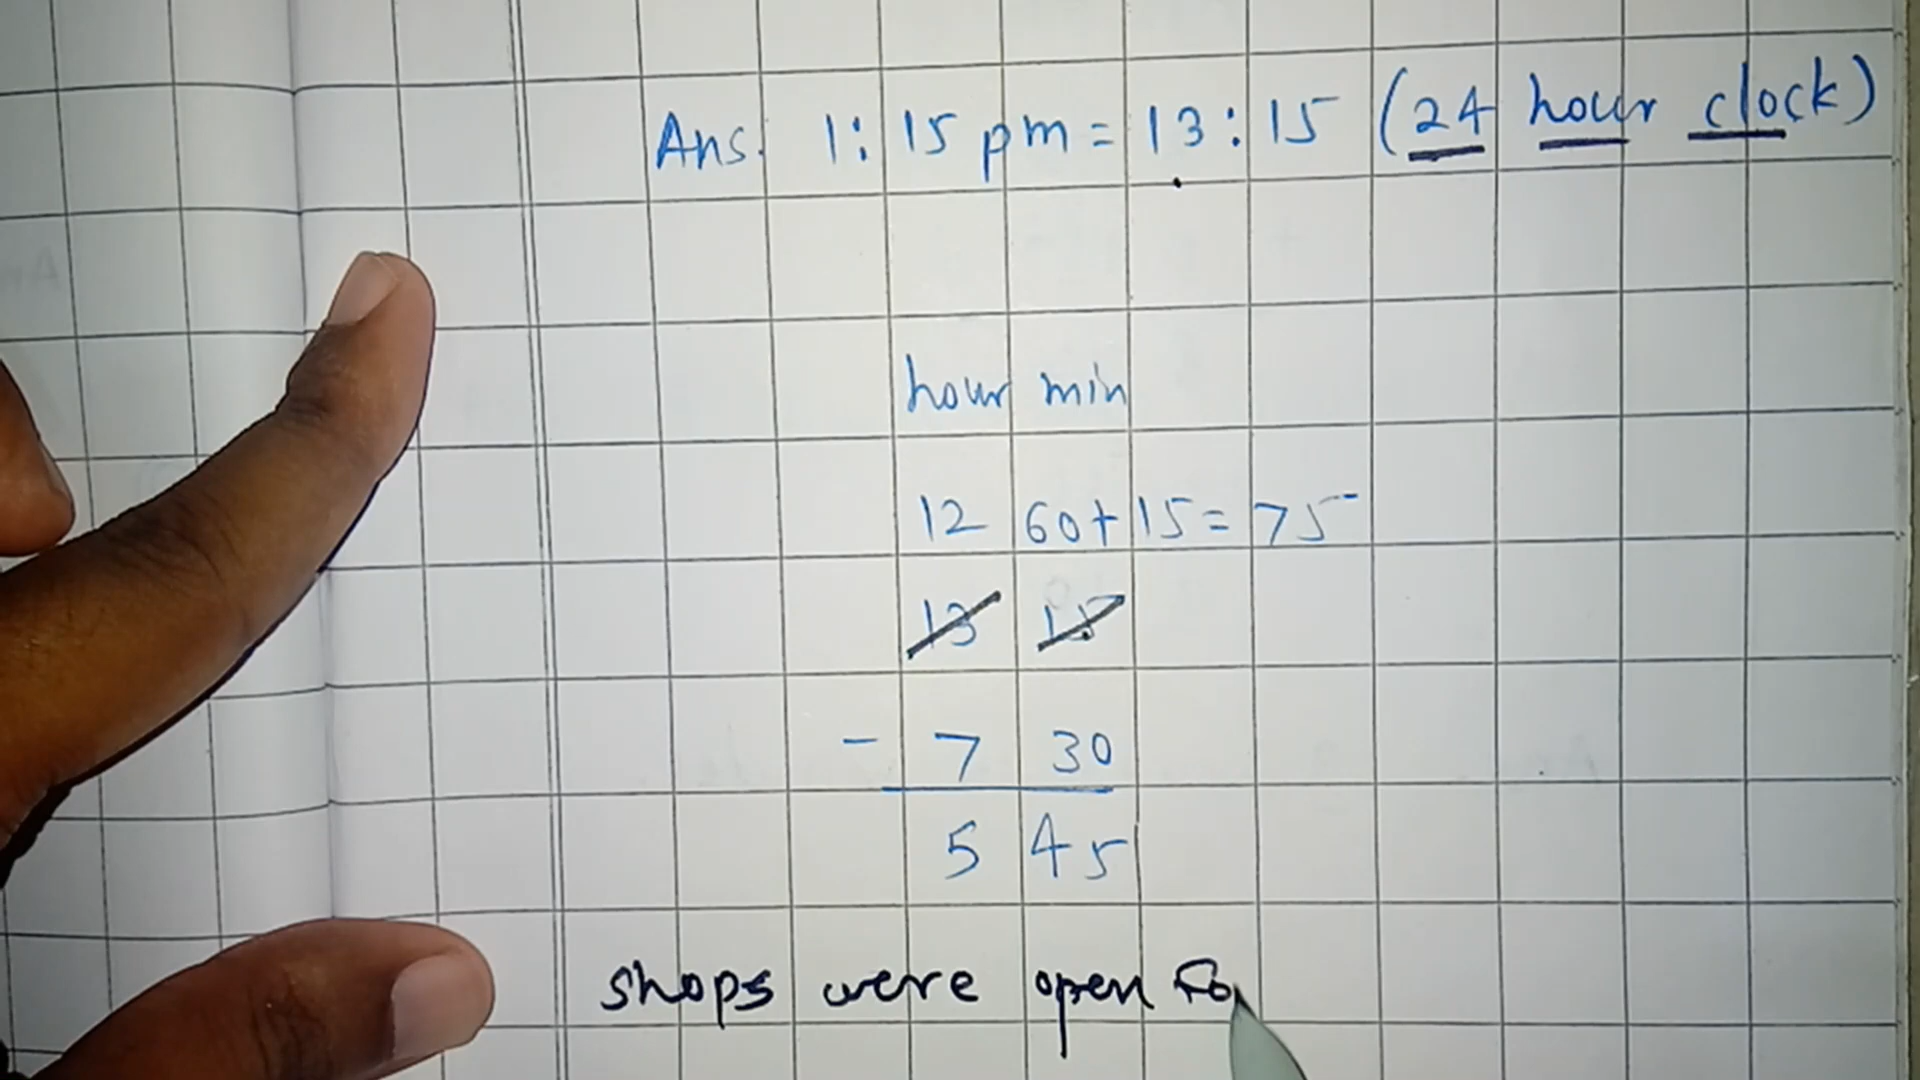 Ans. 1:15 pm = 13:15 (24 hour clock)
hour min
12 60+15=75
13 15
- 7 30
5 45
shops were open fo